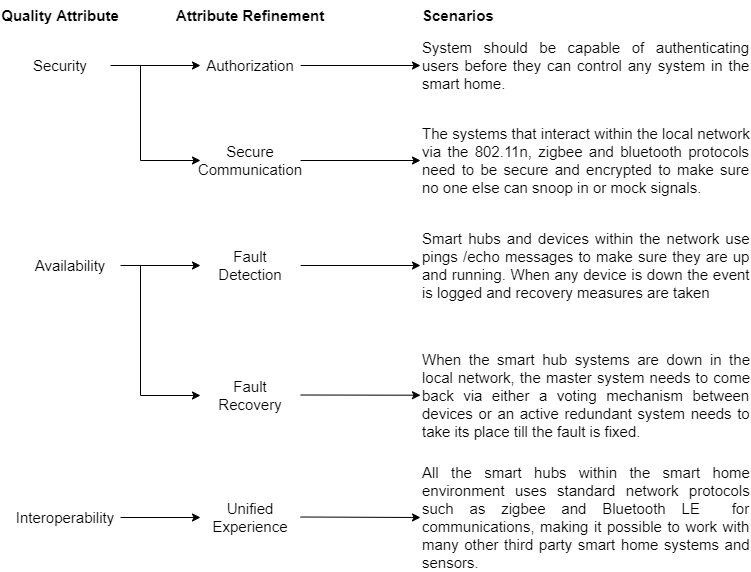 Quality Attribute Attribute Refinement Scenarios
Security
Authorization
System should be capable of authenticating
users before they can control any system in the
smart home.
Secure
Communication
The systems that interact within the local network
via the 802.11n, zigbee and bluetooth protocols
need to be secure and encrypted to make sure
no one else can snoop in or mock signals.
Availability
Fault
Detection
Smart hubs and devices within the network use
pings /echo messages to make sure they are up
and running. When any device is down the event
is logged and recovery measures are taken
Fault
Recovery
When the smart hub systems are down in the
local network, the master system needs to come
back via either a voting mechanism between
devices or an active redundant system needs to
take its place till the fault is fixed.
Interoperability
Unified
Experience
All the smart hubs within the smart home
environment uses standard network protocols
such as zigbee and Bluetooth LE for
communications, making it possible to work with
many other third party smart home systems and
sensors.